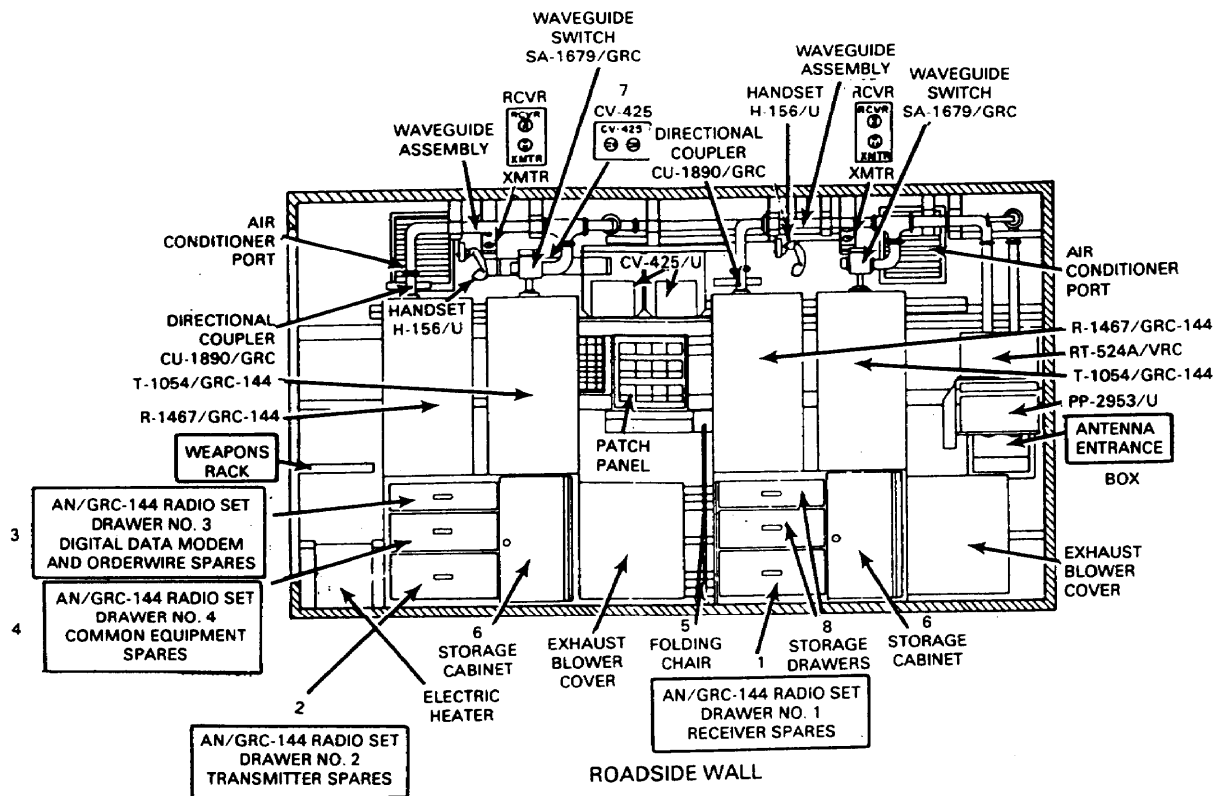 WAVEGUIDE
SWITCH
SA-1679/GRC
WAVEGUIDE
ASSEMBLY
WAVEGUIDE
SWITCH
SA-1679/GRC
7
CV-425
CV-425
RCVR
RCVR
XMTR
XMTR
WAVEGUIDE
ASSEMBLY
DIRECTIONAL
COUPLER
CU-1890/GRC
HANDSET
H-156/U
RCVR
RCVR
XMTR
XMTR
AIR
CONDITIONER
PORT
CV-425/U
AIR
CONDITIONER
PORT
HANDSET
H-156/U
DIRECTIONAL
COUPLER
CU-1890/GRC
T-1054/GRC-144
R-1467/GRC-144
R-1467/GRC-144
RT-524A/VRC
T-1054/GRC-144
PP-2953/U
PATCH
PANEL
ANTENNA
ENTRANCE
BOX
WEAPONS
RACK
3
AN/GRC-144 RADIO SET
DRAWER NO. 3
DIGITAL DATA MODEM
AND ORDERWIRE SPARES
4
AN/GRC-144 RADIO SET
DRAWER NO. 4
COMMON EQUIPMENT
SPARES
EXHAUST
BLOWER
COVER
6
STORAGE
CABINET
EXHAUST
BLOWER
COVER
5
FOLDING
CHAIR
1
8
STORAGE
DRAWERS
6
STORAGE
CABINET
ELECTRIC
HEATER
2
AN/GRC-144 RADIO SET
DRAWER NO. 2
TRANSMITTER SPARES
AN/GRC-144 RADIO SET
DRAWER NO. 1
RECEIVER SPARES
ROADSIDE WALL